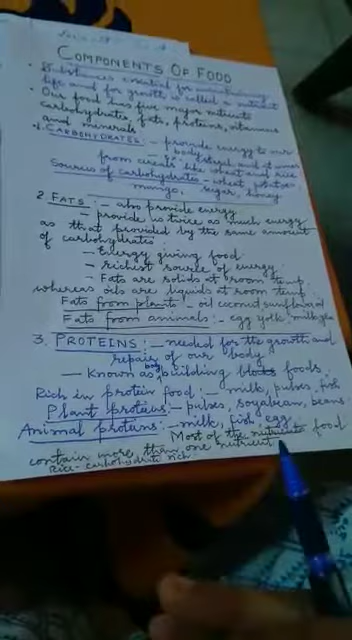 COMPONENTS OF FOOD
• Substances essential for maintaining
life and for growth is called a nutrient
• Our food has five major nutrients
carbohydrates, fats, proteins, vitamins
and minerals
1. CARBOHYDRATES :- provide energy to our
body
from cereals like wheat and rice
Sources of carbohydrates - wheat, potatoes
mango, sugar, honey
2. FATS :- also provide energy
- provide us twice as much energy
as that provided by the same amount
of carbohydrates
- Energy giving food
- richest source of energy
- Fats are solids at room temp
whereas oils are liquids at room temp
Fats from plants - oil coconut sunflower
Fats from animals :- egg yolk, milk
3. PROTEINS :- needed for the growth and
repair of our body
- Known as body building foods.
Rich in protein food :- milk, pulses, fish
Plant proteins :- pulses, soyabean, beans
Animal proteins :- milk, fish egg
Most of the food
contain more than one nutrient
Rice - carbohydrate rich